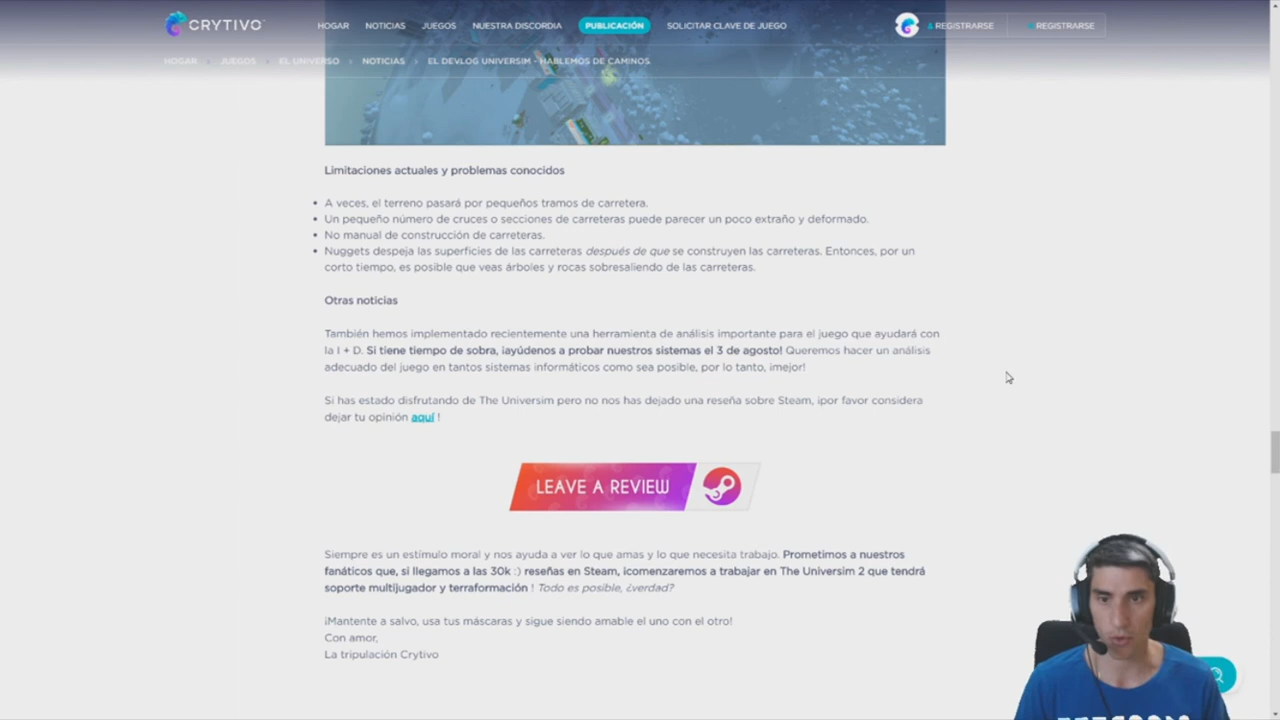 CRYTIVO
HOGAR NOTICIAS JUEGOS NUESTRA DISCORDIA PUBLICACIÓN SOLICITAR CLAVE DE JUEGO REGISTRARSE REGISTRARSE
HOGAR JUEGOS EL UNIVERSO NOTICIAS EL DEVLOG UNIVERSIM - HABLEMOS DE CAMINOS
Limitaciones actuales y problemas conocidos
• A veces, el terreno pasará por pequeños tramos de carretera.
• Un pequeño número de cruces o secciones de carreteras puede parecer un poco extraño y deformado.
• No manual de construcción de carreteras.
• Nuggets despeja las superficies de las carreteras después de que se construyen las carreteras. Entonces, por un
corto tiempo, es posible que veas árboles y rocas sobresaliendo de las carreteras.
Otras noticias
También hemos implementado recientemente una herramienta de análisis importante para el juego que ayudará con
la I + D. Si tiene tiempo de sobra, ¡ayúdenos a probar nuestros sistemas el 3 de agosto! Queremos hacer un análisis
adecuado del juego en tantos sistemas informáticos como sea posible, por lo tanto, ¡mejor!
Si has estado disfrutando de The Universim pero no nos has dejado una reseña sobre Steam, ¡por favor considera
dejar tu opinión aquí !
LEAVE A REVIEW
Siempre es un estímulo moral y nos ayuda a ver lo que amas y lo que necesita trabajo. Prometimos a nuestros
fanáticos que, si llegamos a las 30k :) reseñas en Steam, ¡comenzaremos a trabajar en The Universim 2 que tendrá
soporte multijugador y terraformación ! Todo es posible, ¿verdad?
¡Mantente a salvo, usa tus máscaras y sigue siendo amable el uno con el otro!
Con amor,
La tripulación Crytivo